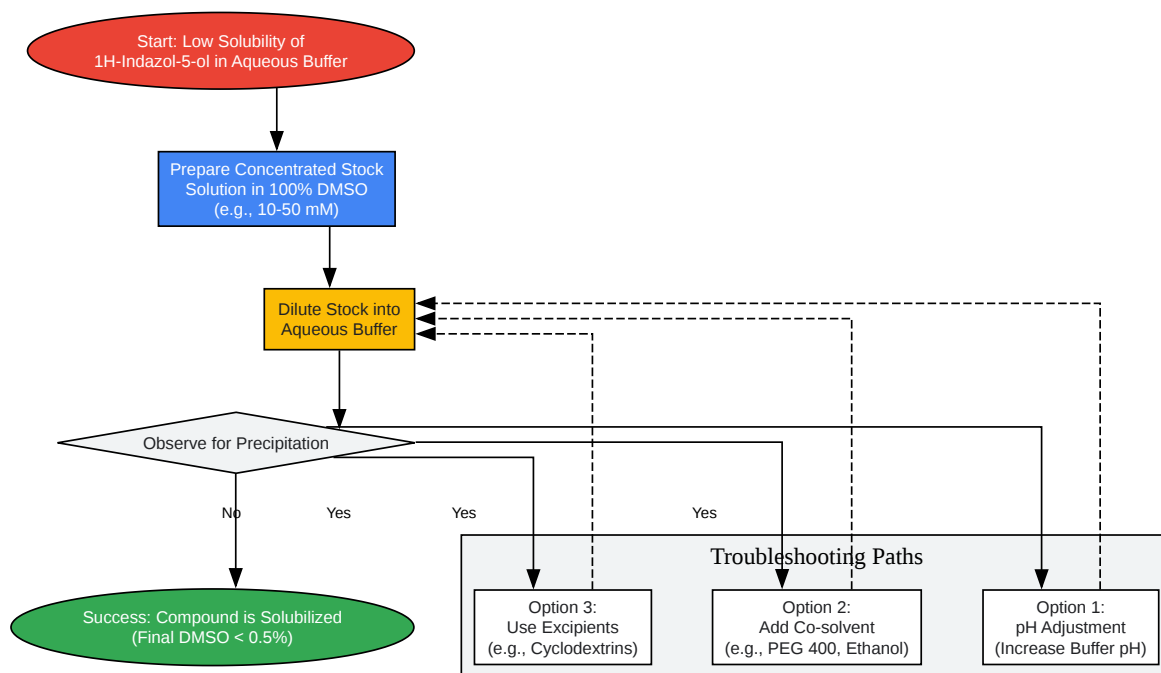 Start: Low Solubility of
1H-Indazol-5-ol in Aqueous Buffer
Prepare Concentrated Stock
Solution in 100% DMSO
(e.g., 10-50 mM)
Dilute Stock into
Aqueous Buffer
Observe for Precipitation
No
Yes
Yes
Yes
Troubleshooting Paths
Success: Compound is Solubilized
(Final DMSO < 0.5%)
Option 3:
Use Excipients
(e.g., Cyclodextrins)
Option 2:
Add Co-solvent
(e.g., PEG 400, Ethanol)
Option 1:
pH Adjustment
(Increase Buffer pH)